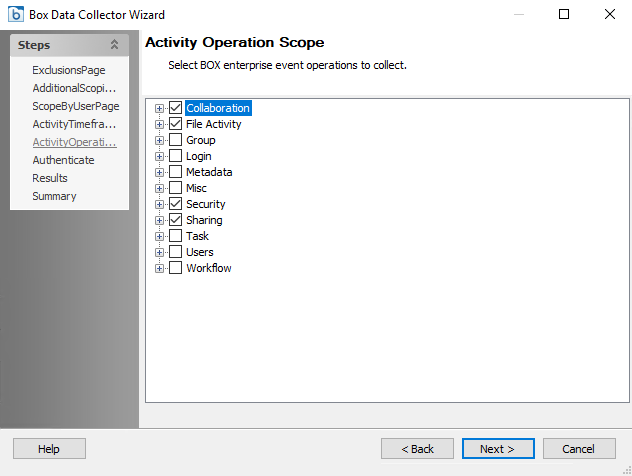 Box Data Collector Wizard
Steps
ExclusionsPage
AdditionalScopi...
ScopeByUserPage
ActivityTimefra...
ActivityOperati...
Authenticate
Results
Summary
Activity Operation Scope
Select BOX enterprise event operations to collect.
Collaboration
File Activity
Group
Login
Metadata
Misc
Security
Sharing
Task
Users
Workflow
Help
< Back
Next >
Cancel